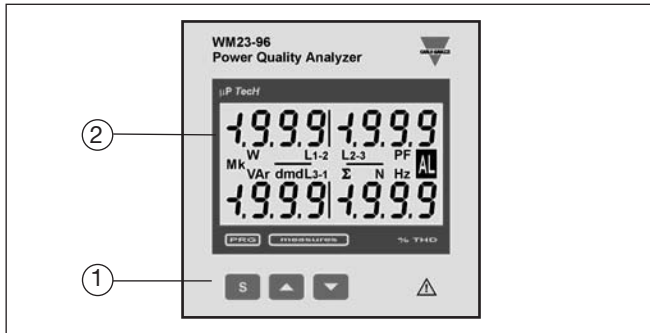 WM23-96
Power Quality Analyzer
CARLO GAVAZZI
µP TecH
② -1.9.9.9 -1.9.9.9
W L1-2 L2-3 PF
Mk AL
VAr dmd L3-1 Σ N Hz
-1.9.9.9 -1.9.9.9
PRG measures % THD
① S